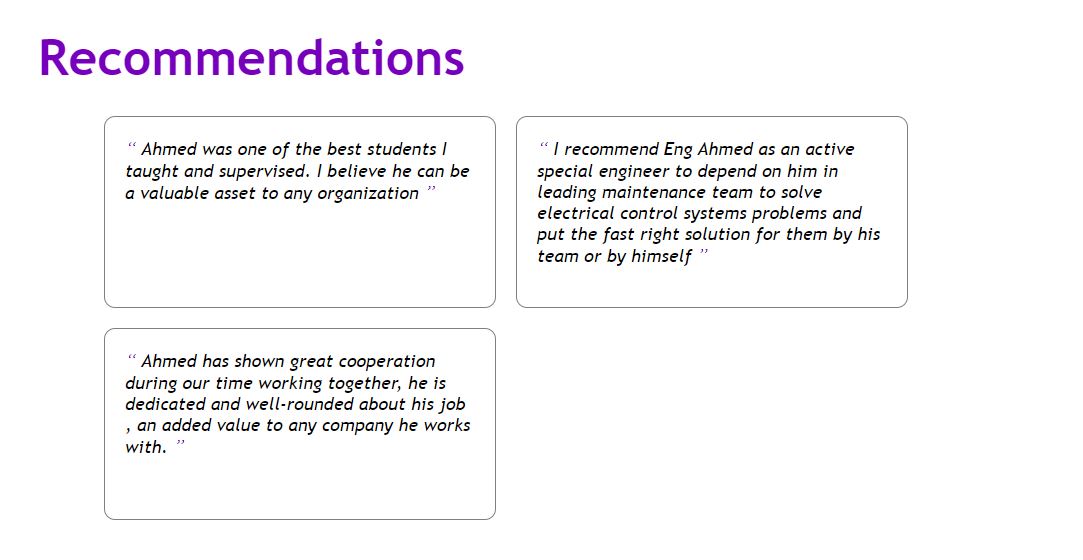 Recommendations
“ Ahmed was one of the best students I
taught and supervised. I believe he can be
a valuable asset to any organization ”
“ I recommend Eng Ahmed as an active
special engineer to depend on him in
leading maintenance team to solve
electrical control systems problems and
put the fast right solution for them by his
team or by himself ”
“ Ahmed has shown great cooperation
during our time working together, he is
dedicated and well-rounded about his job
, an added value to any company he works
with. ”